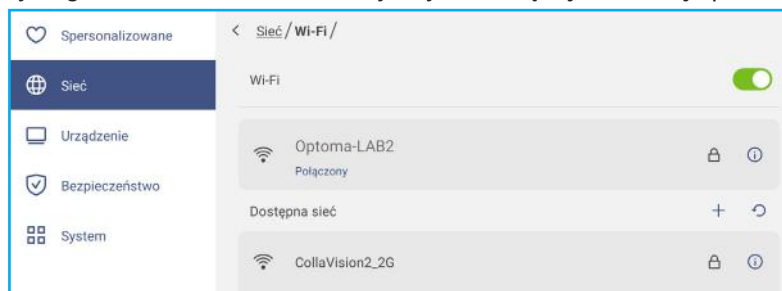 Spersonalizowane
Sieć
Urządzenie
Bezpieczeństwo
System
< Sieć / Wi-Fi /
Wi-Fi
Optoma-LAB2
Połączony
Dostępna sieć
CollaVision2_2G